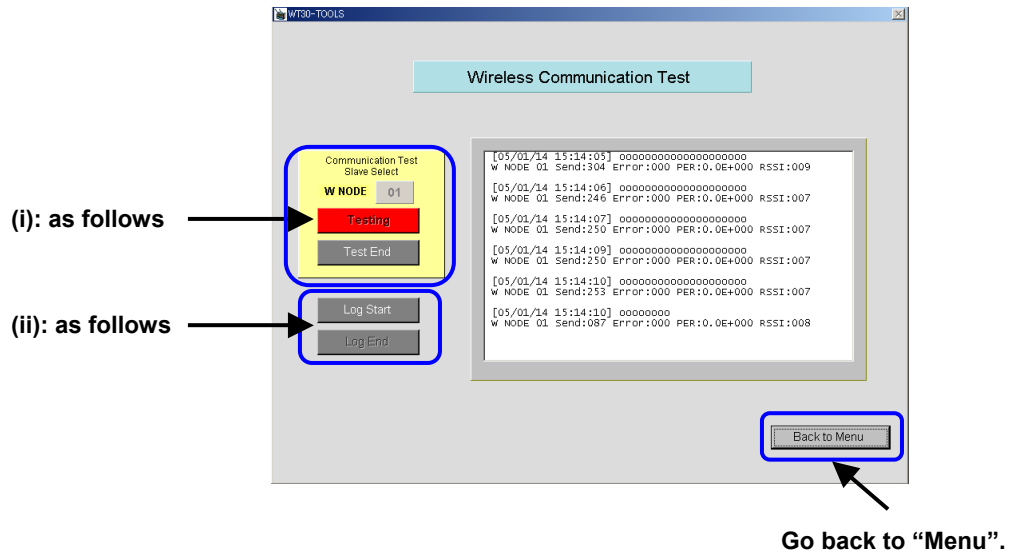 WT30-TOOLS
Wireless Communication Test
Communication Test
Slave Select
W NODE 01
Testing
Test End
(i): as follows
Log Start
Log End
(ii): as follows
[05/01/14 15:14:05] oooooooooooooooooooo
W NODE 01 Send:304 Error:000 PER:0.0E+000 RSSI:009
[05/01/14 15:14:06] oooooooooooooooooooo
W NODE 01 Send:246 Error:000 PER:0.0E+000 RSSI:007
[05/01/14 15:14:07] oooooooooooooooooooo
W NODE 01 Send:250 Error:000 PER:0.0E+000 RSSI:007
[05/01/14 15:14:09] oooooooooooooooooooo
W NODE 01 Send:250 Error:000 PER:0.0E+000 RSSI:007
[05/01/14 15:14:10] oooooooooooooooooooo
W NODE 01 Send:253 Error:000 PER:0.0E+000 RSSI:007
[05/01/14 15:14:10] oooooooo
W NODE 01 Send:087 Error:000 PER:0.0E+000 RSSI:008
Back to Menu
Go back to “Menu”.